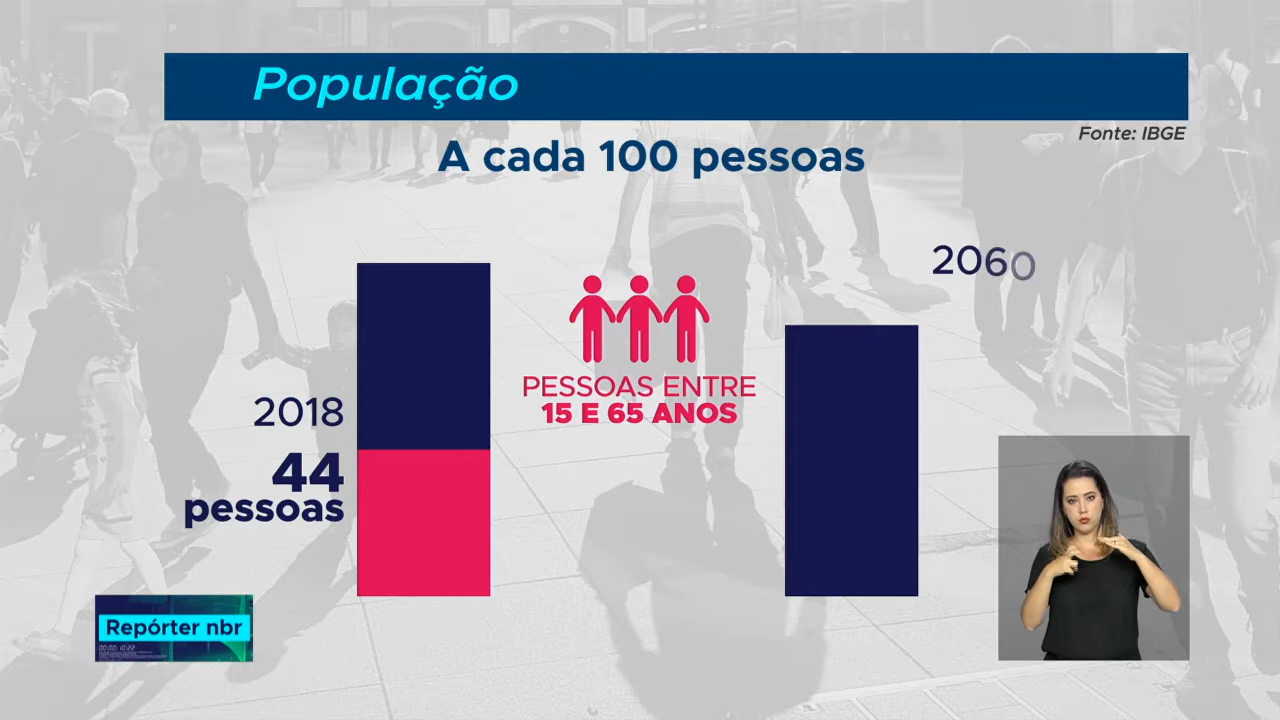 População
Fonte: IBGE
A cada 100 pessoas
2060
PESSOAS ENTRE
15 E 65 ANOS
2018
44
pessoas
Repórter nbr